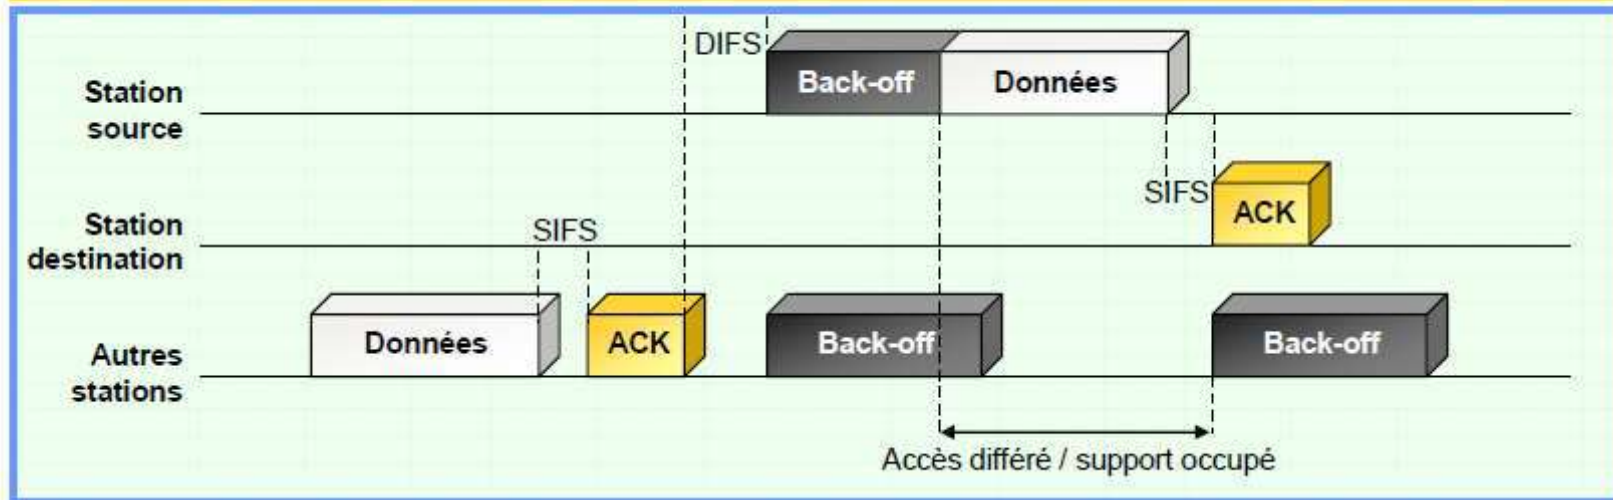 DIFS
Back-off
Données
Station
source
SIFS
ACK
Station
destination
SIFS
Données
ACK
Back-off
Back-off
Autres
stations
Accès différé / support occupé